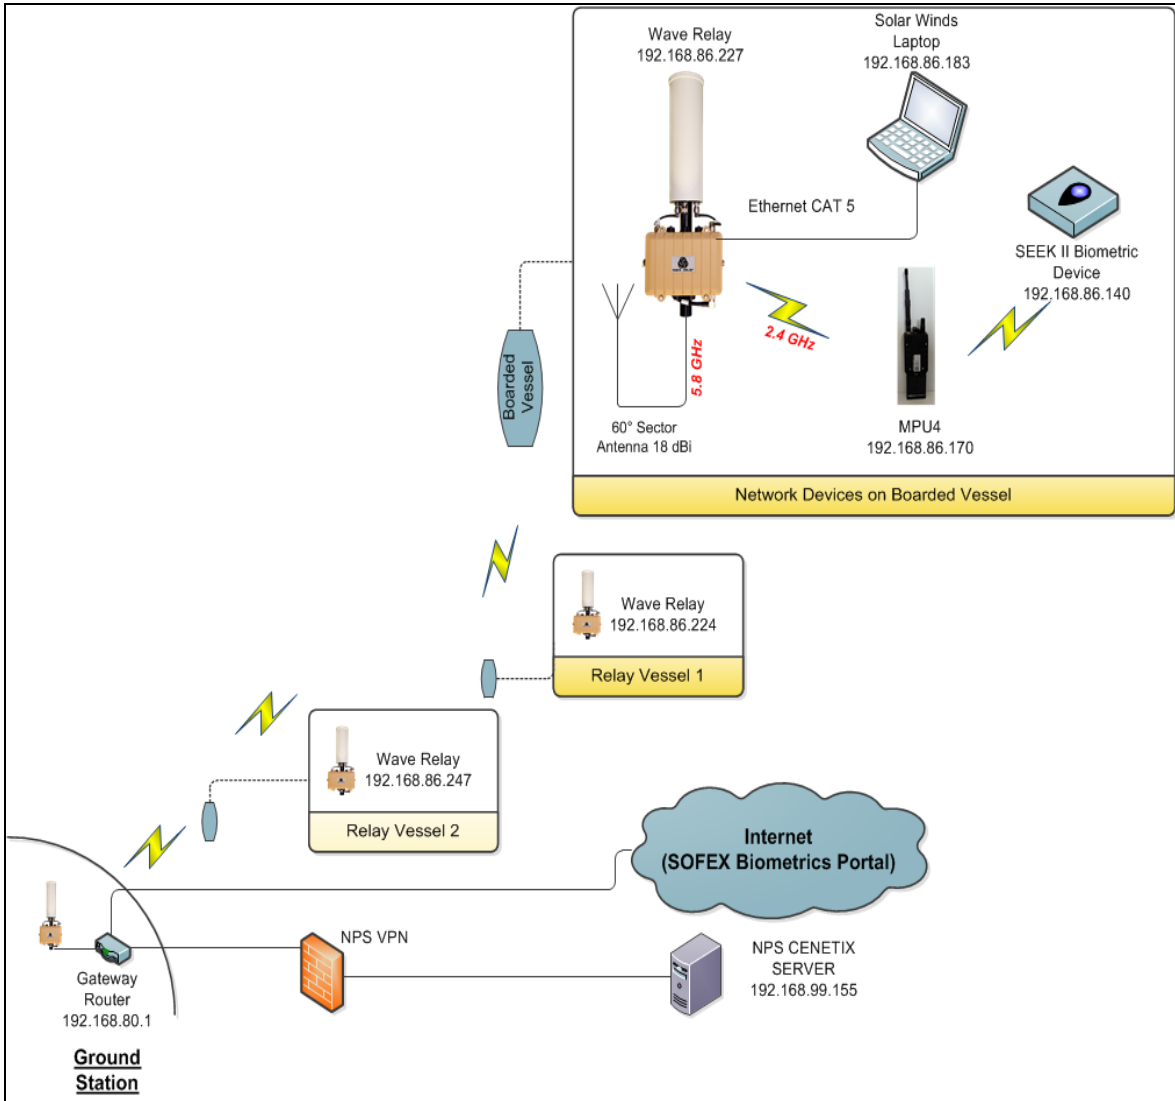 Wave Relay
192.168.86.227
Solar Winds
Laptop
192.168.86.183
Ethernet CAT 5
SEEK II Biometric
Device
192.168.86.140
2.4 GHz
5.8 GHz
Boarded
Vessel
60° Sector
Antenna 18 dBi
MPU4
192.168.86.170
Network Devices on Boarded Vessel
Wave Relay
192.168.86.224
Relay Vessel 1
Wave Relay
192.168.86.247
Relay Vessel 2
Internet
(SOFEX Biometrics Portal)
NPS VPN
NPS CENETIX
SERVER
192.168.99.155
Gateway
Router
192.168.80.1
Ground
Station